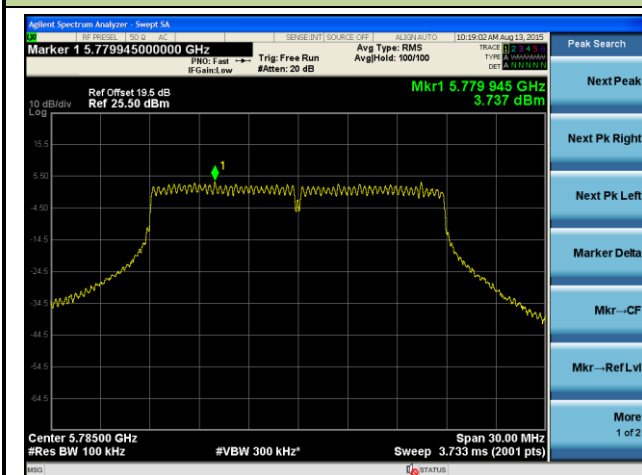 Agilent Spectrum Analyzer - Swept SA
LXI RF PRESEL 50 Ω AC SENSE:INT SOURCE OFF ALIGN AUTO 10:19:02 AM Aug 13, 2015
Marker 1 5.779945000000 GHz
PNO: Fast
IFGain:Low
Trig: Free Run
#Atten: 20 dB
Avg Type: RMS
Avg|Hold: 100/100
TRACE 1 2 3 4 5 6
TYPE A
DET A N N N N N
Ref Offset 19.5 dB
10 dB/div Ref 25.50 dBm
Log
Mkr1 5.779 945 GHz
3.737 dBm
15.5
5.50
-4.50
-14.5
-24.5
-34.5
-44.5
-54.5
-64.5
1
Center 5.78500 GHz
#Res BW 100 kHz
#VBW 300 kHz*
Span 30.00 MHz
Sweep 3.733 ms (2001 pts)
MSG
STATUS
Peak Search
Next Peak
Next Pk Right
Next Pk Left
Marker Delta
Mkr→CF
Mkr→Ref Lvl
More
1 of 2